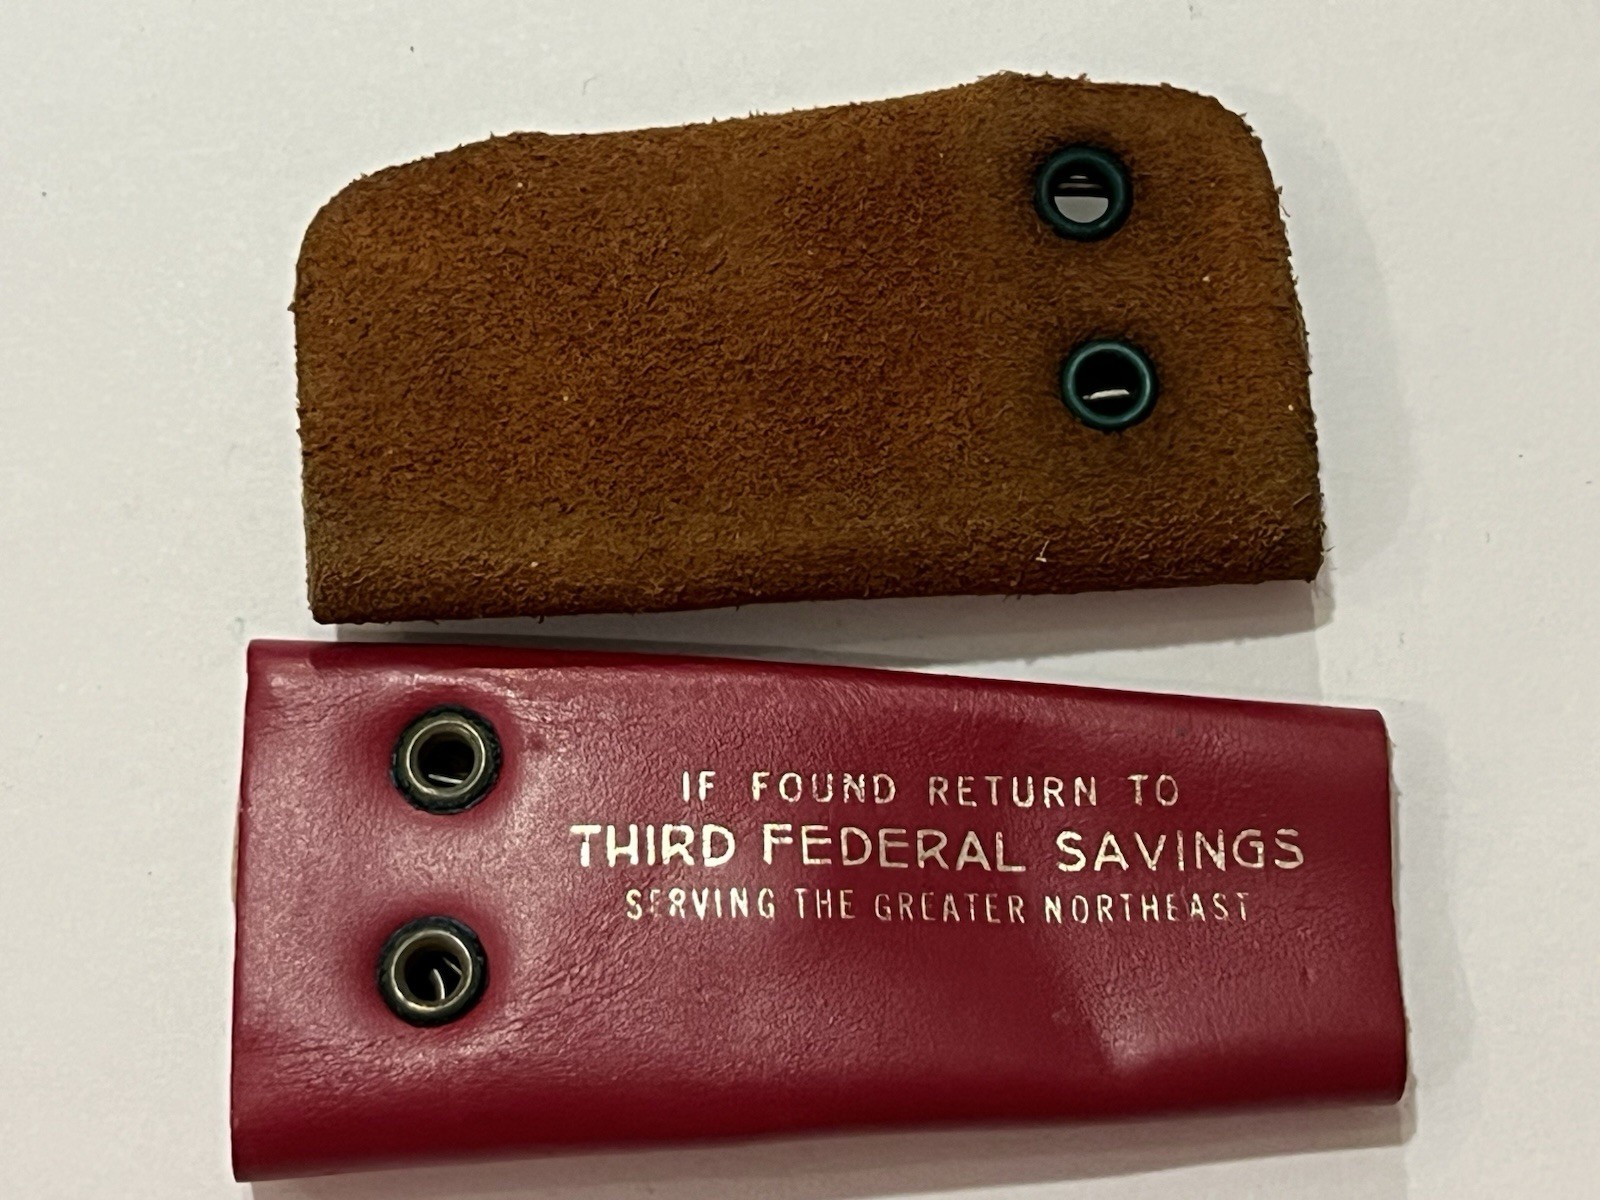 IF FOUND RETURN TO
THIRD FEDERAL SAVINGS
SERVING THE GREATER NORTHEAST